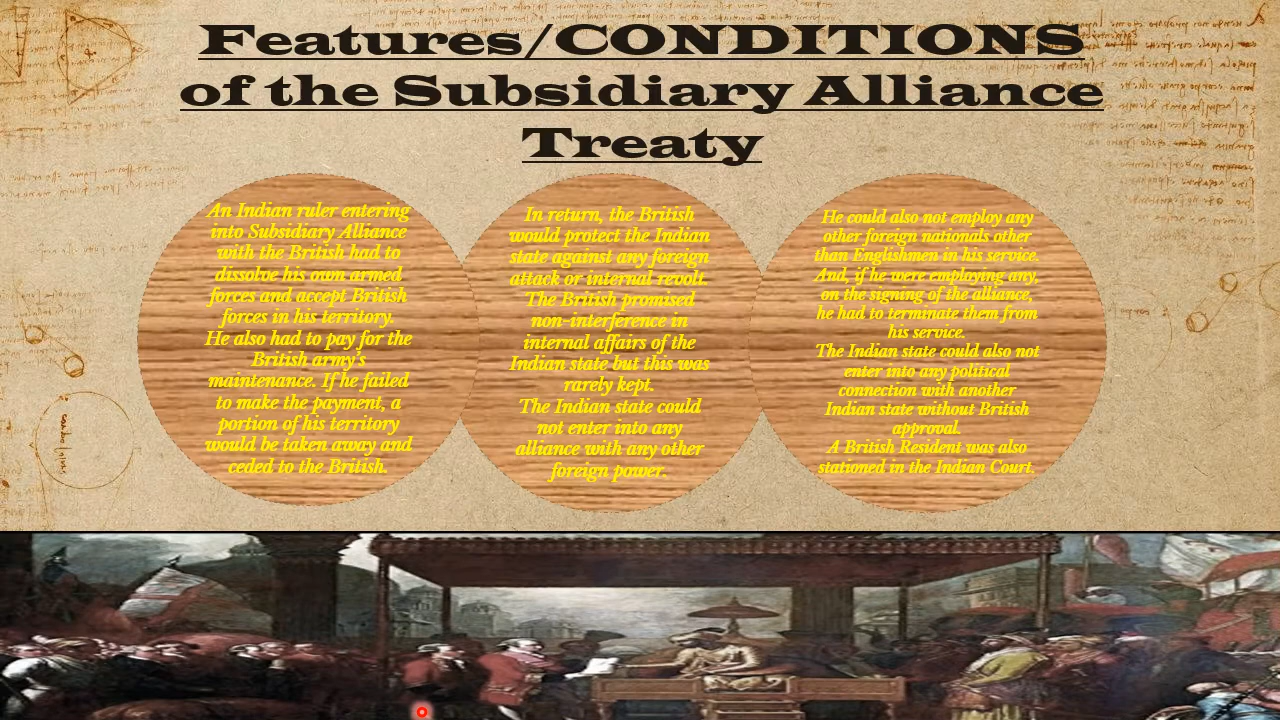 Features/CONDITIONS
of the Subsidiary Alliance
Treaty
An Indian ruler entering
into Subsidiary Alliance
with the British had to
dissolve his own armed
forces and accept British
forces in his territory.
He also had to pay for the
British army's
maintenance. If he failed
to make the payment, a
portion of his territory
would be taken away and
ceded to the British.
In return, the British
would protect the Indian
state against any foreign
attack or internal revolt.
The British promised
non-interference in
internal affairs of the
Indian state but this was
rarely kept.
The Indian state could
not enter into any
alliance with any other
foreign power.
He could also not employ any
other foreign nationals other
than Englishmen in his service.
And, if he were employing any,
on the signing of the alliance,
he had to terminate them from
his service.
The Indian state could also not
enter into any political
connection with another
Indian state without British
approval.
A British Resident was also
stationed in the Indian Court.